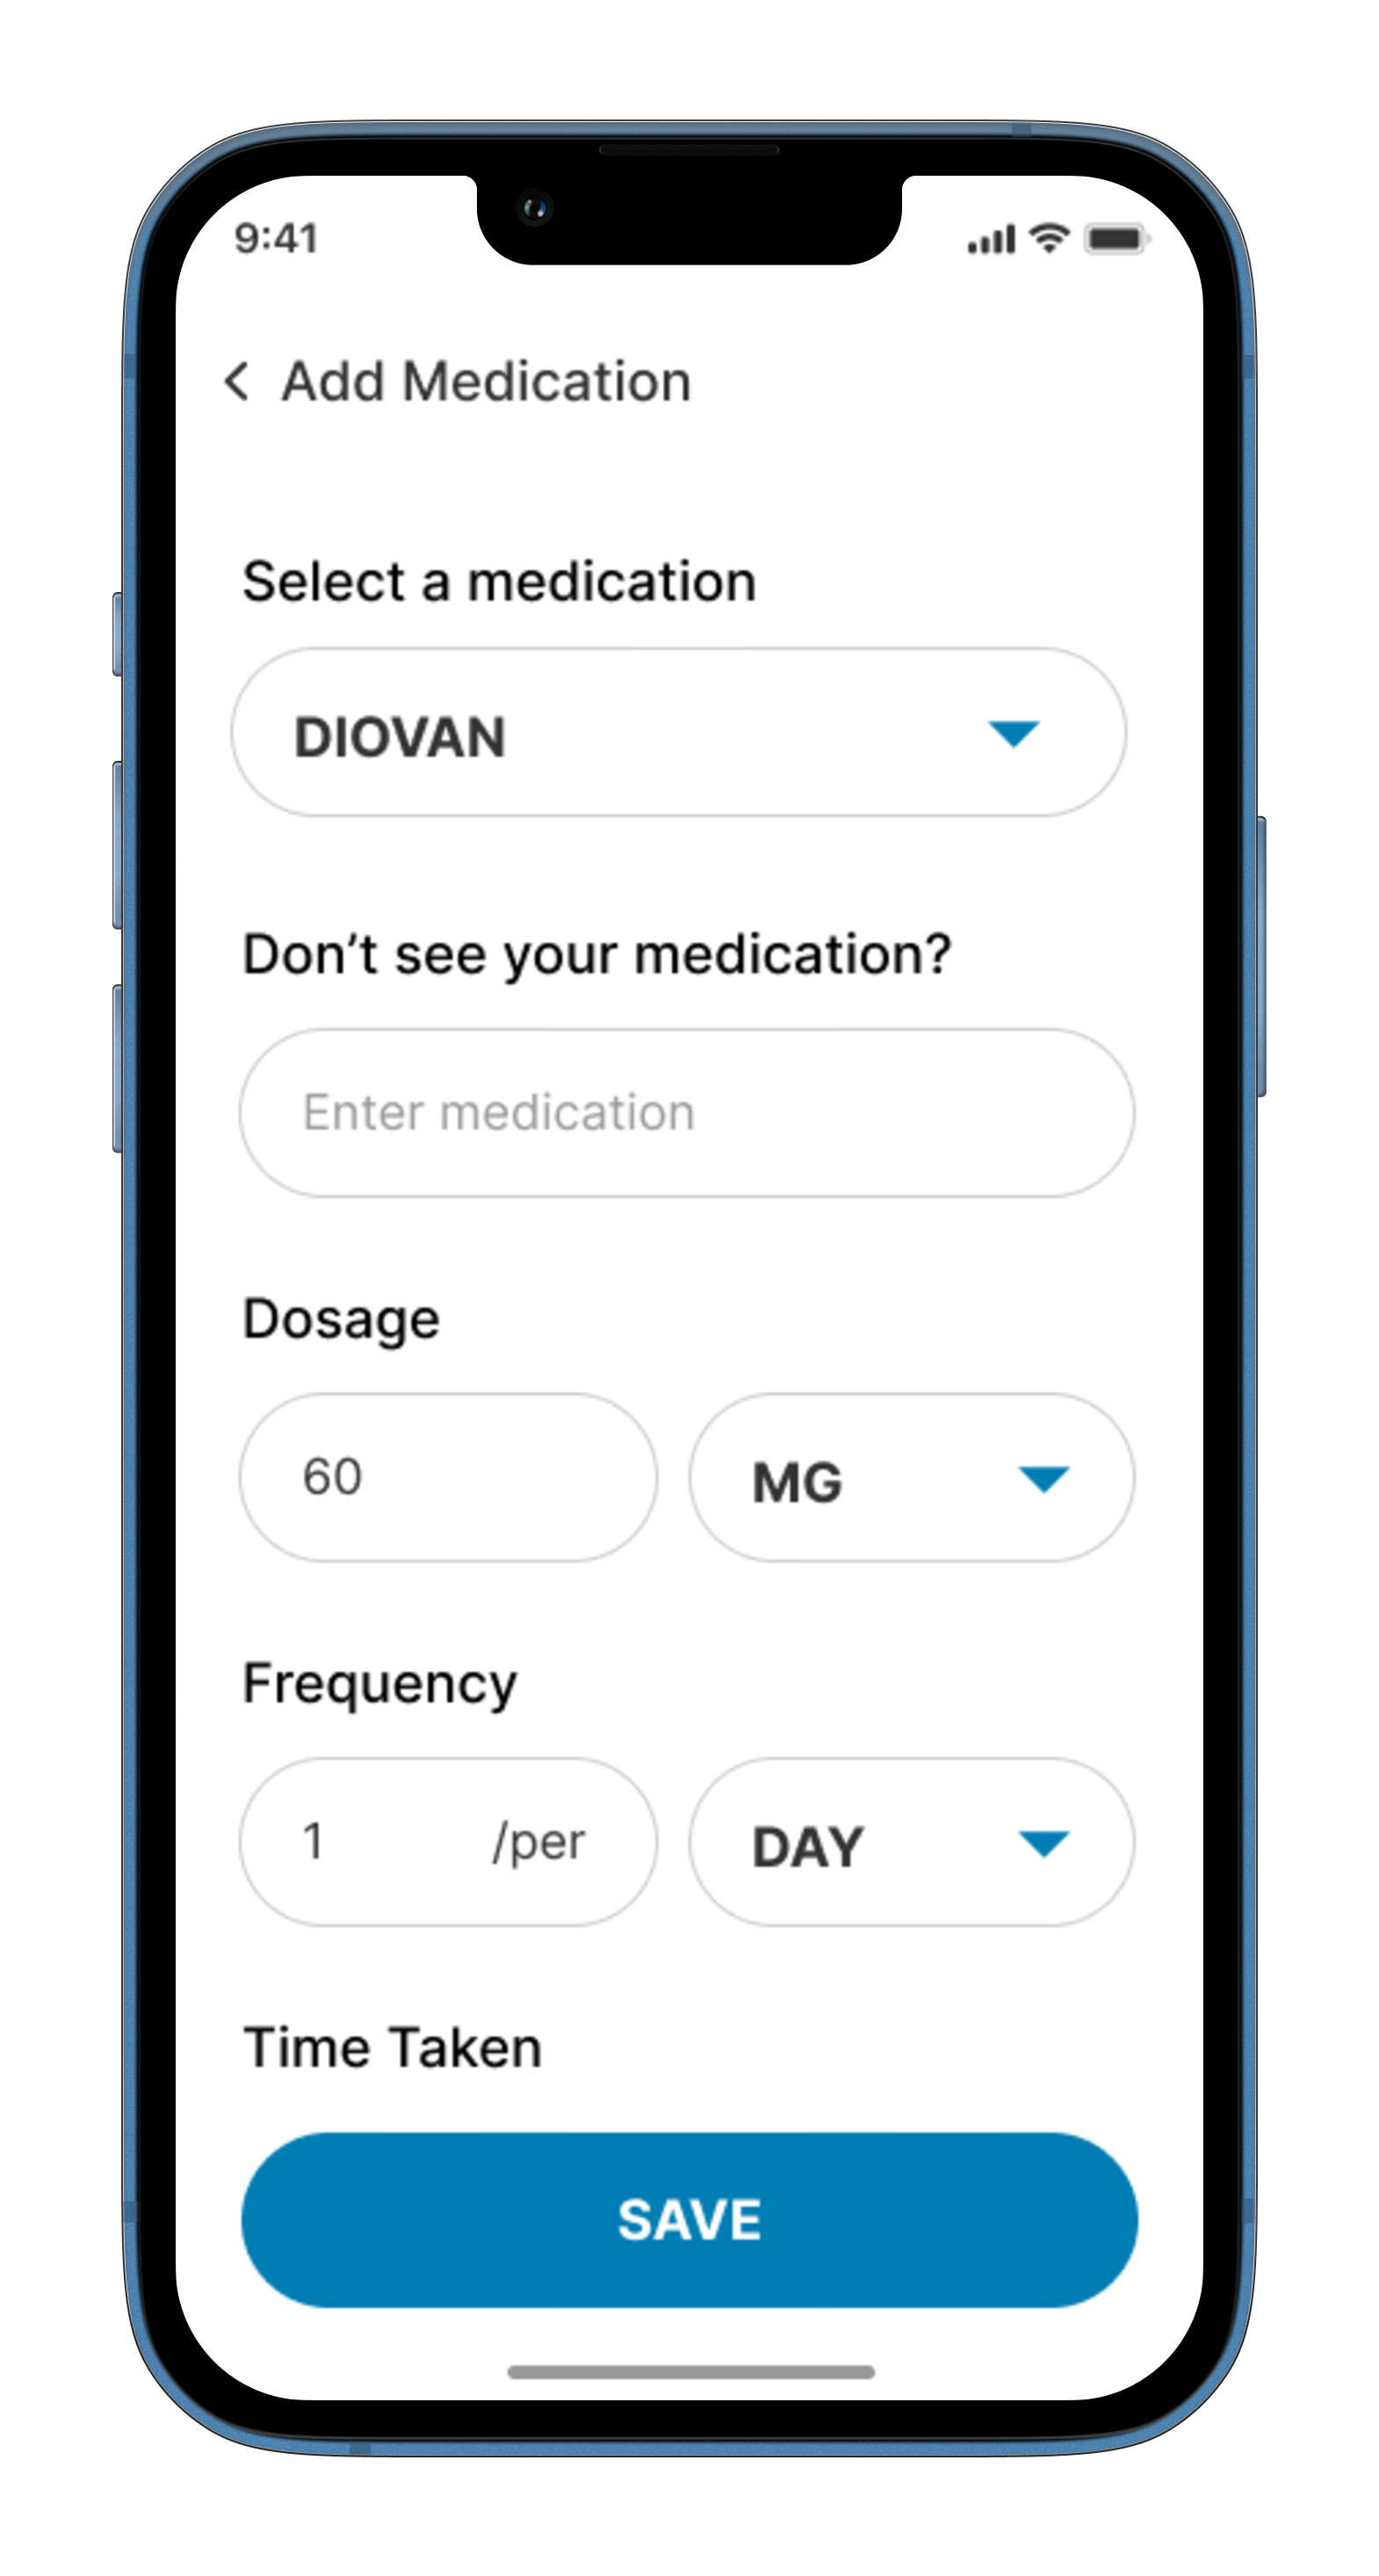 9:41
Add Medication
Select a medication
DIOVAN
Don’t see your medication?
Enter medication
Dosage
60 MG
Frequency
1 /per DAY
Time Taken
SAVE